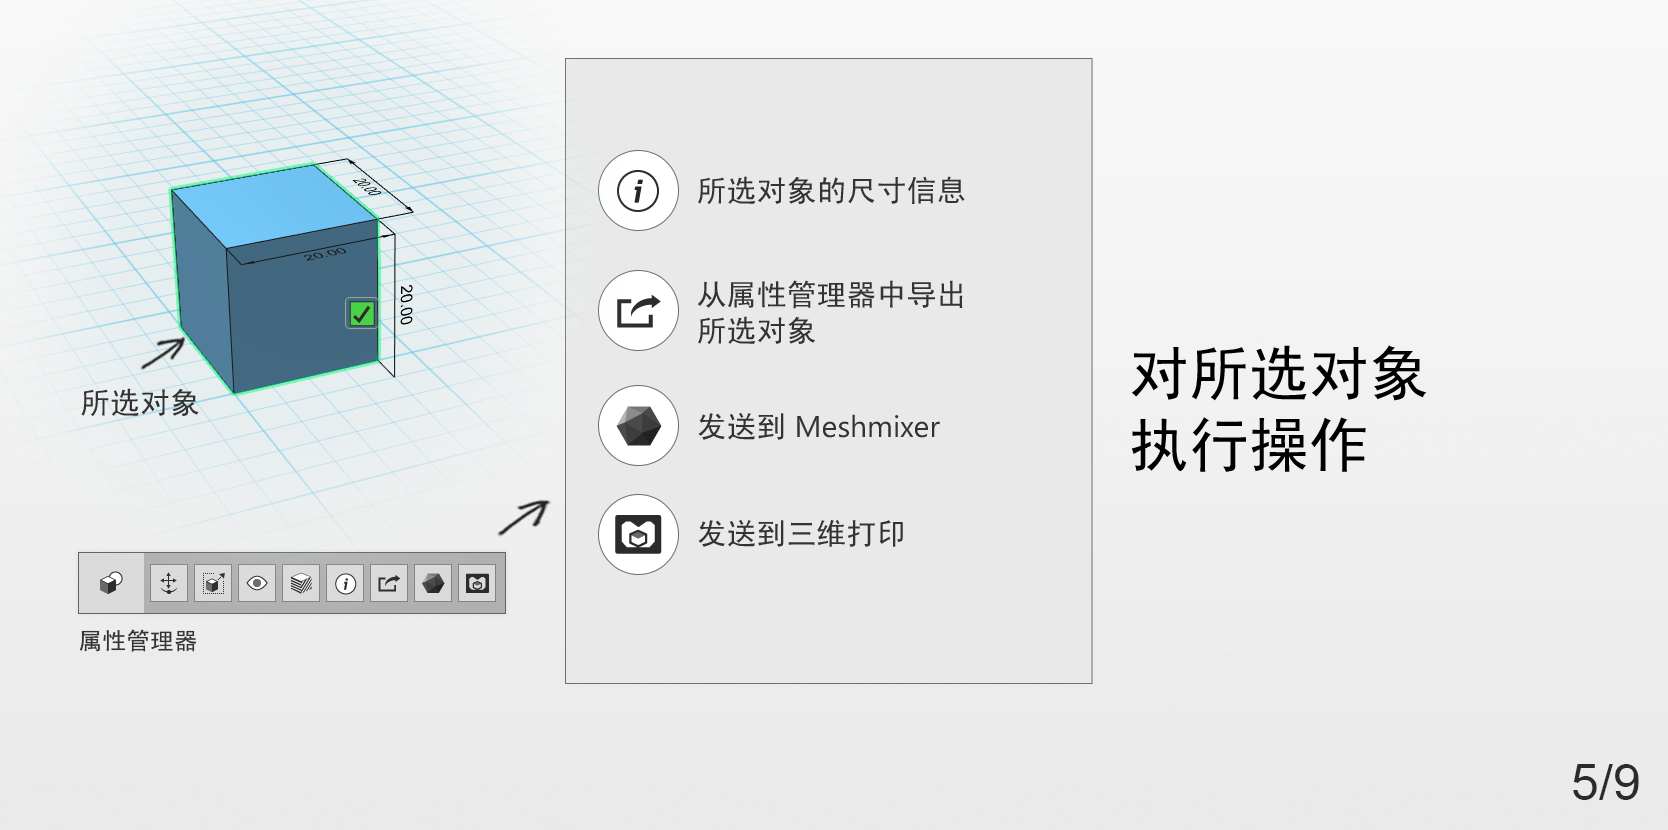 20.00
20.00
20.00
所选对象
属性管理器
所选对象的尺寸信息
从属性管理器中导出
所选对象
发送到 Meshmixer
发送到三维打印
对所选对象
执行操作
5/9